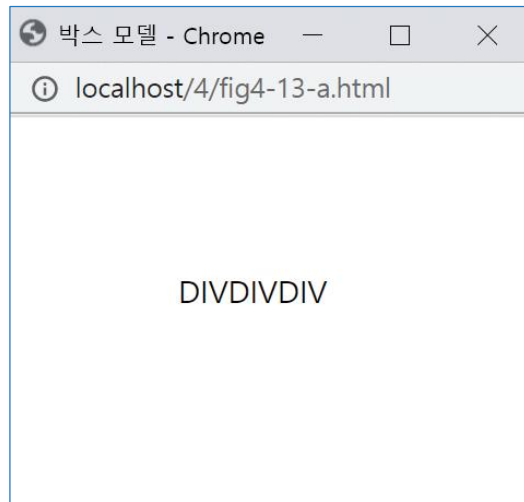 박스 모델 - Chrome
localhost/4/fig4-13-a.html
DIVDIVDIV